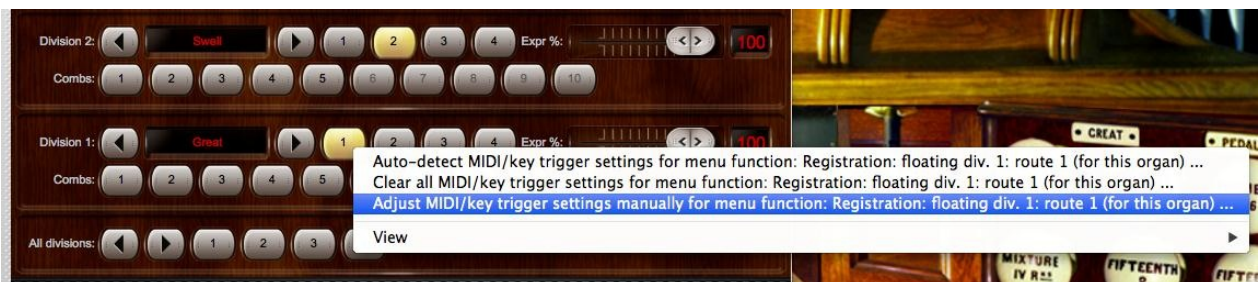 Division 2: Swell 1 2 3 4 Expr %: < > 100
Combs: 1 2 3 4 5 6 7 8 9 10
Division 1: Great 1 2 3 4 Expr %: < > 100
Combs: 1 2 3 4 5
All divisions: 1 2 3
Auto-detect MIDI/key trigger settings for menu function: Registration: floating div. 1: route 1 (for this organ) ...
Clear all MIDI/key trigger settings for menu function: Registration: floating div. 1: route 1 (for this organ) ...
Adjust MIDI/key trigger settings manually for menu function: Registration: floating div. 1: route 1 (for this organ) ...
View
GREAT
PEDAL
MIXTURE
IV RKS
FIFTEENTH
2